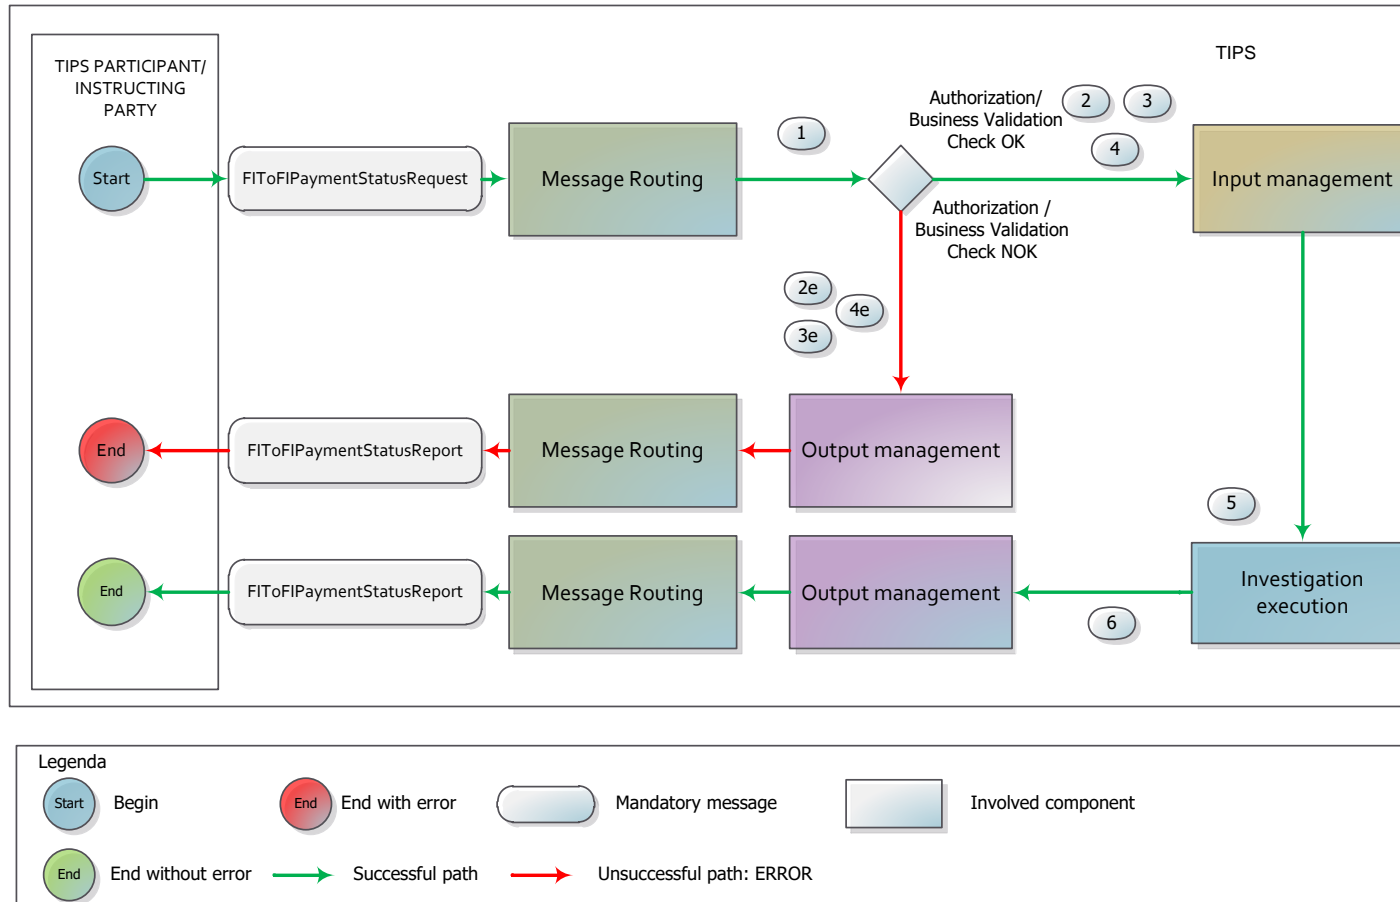 TIPS PARTICIPANT/
INSTRUCTING
PARTY
TIPS
Authorization/
Business Validation
Check OK
2
3
4
1
Start
FIToFIPaymentStatusRequest
Message Routing
Input management
Authorization /
Business Validation
Check NOK
2e
4e
3e
End
FIToFIPaymentStatusReport
Message Routing
Output management
5
End
FIToFIPaymentStatusReport
Message Routing
Output management
6
Investigation
execution
Legenda
Start
Begin
End
End with error
Mandatory message
Involved component
End
End without error
Successful path
Unsuccessful path: ERROR